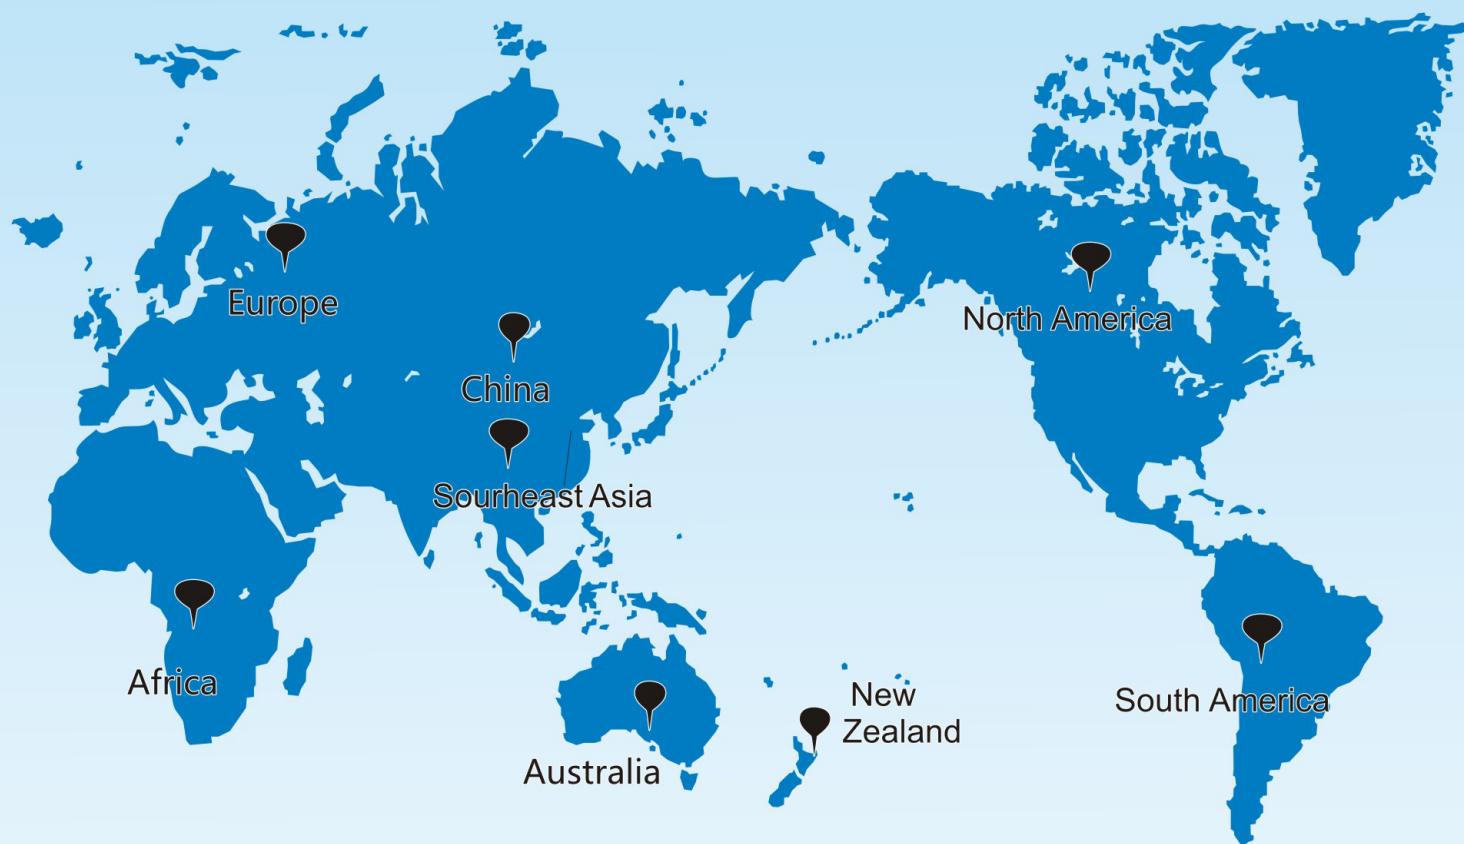 Europe
North America
China
Sourheast Asia
Africa
New
Zealand
South America
Australia